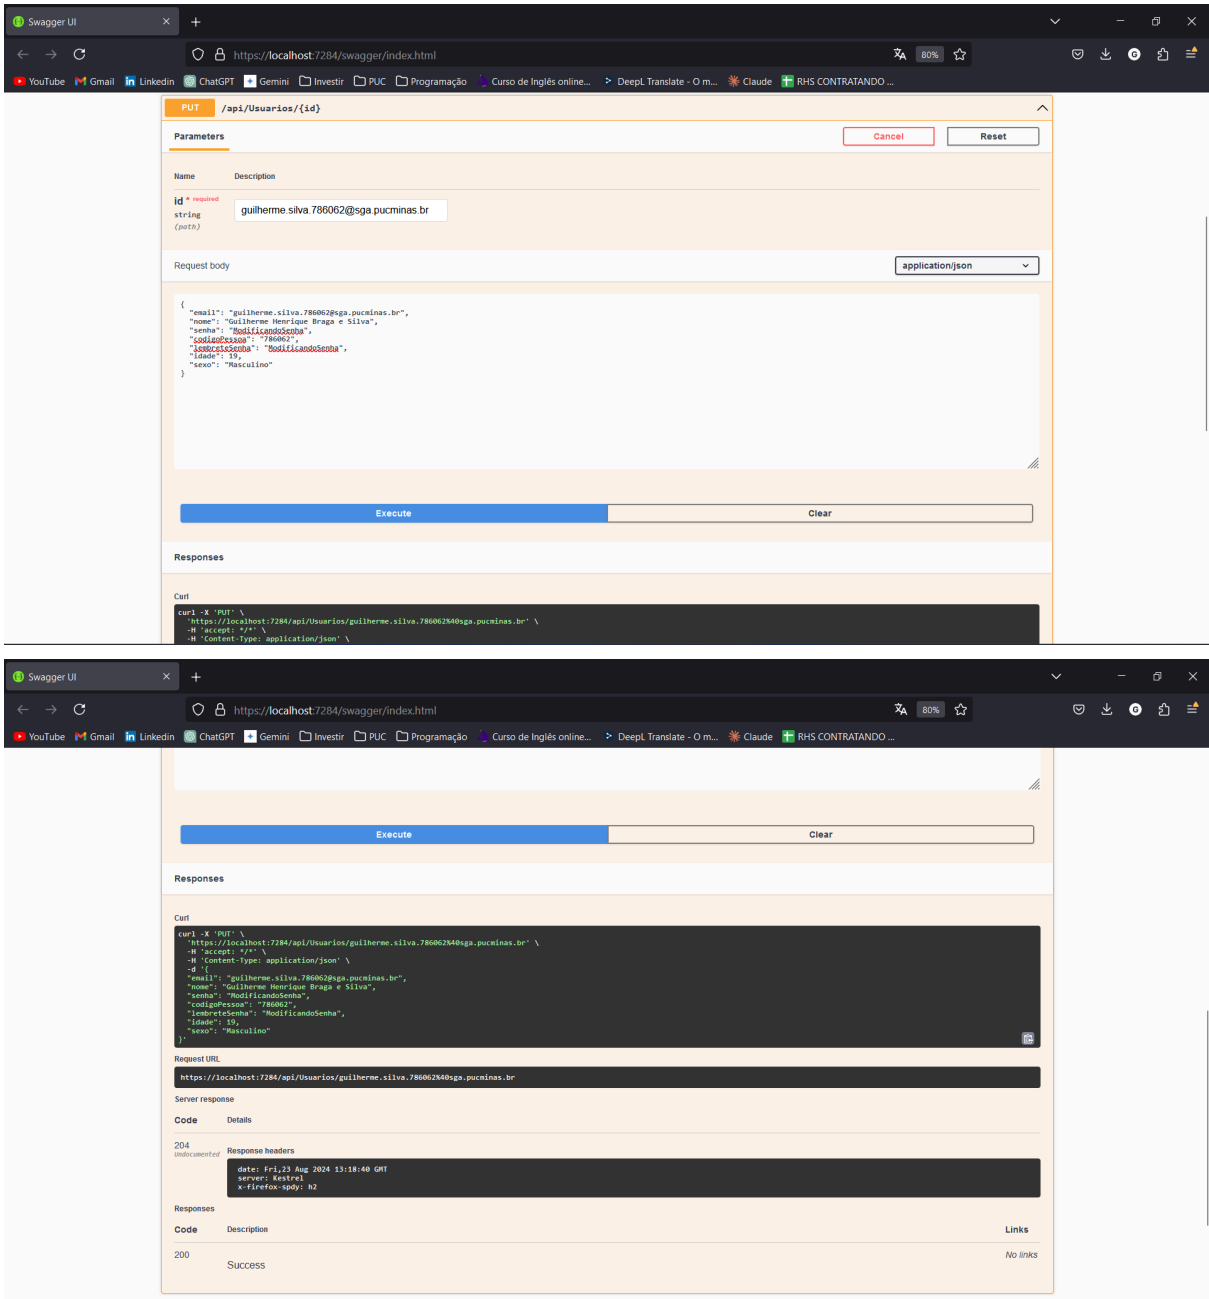 Swagger UI
https://localhost:7284/swagger/index.html
80%
YouTube Gmail Linkedin ChatGPT Gemini Investir PUC Programação Curso de Inglês online... DeepL Translate - O m... Claude RHS CONTRATANDO ...
PUT /api/Usuarios/{id}
Parameters
Cancel Reset
Name Description
id * required
string
(path)
guilherme.silva.786062@sga.pucminas.br
Request body
application/json
{
"email": "guilherme.silva.786062@sga.pucminas.br",
"nome": "Guilherme Henrique Braga e Silva",
"senha": "ModificandoSenha",
"codigoPessoa": "786062",
"lembreteSenha": "ModificandoSenha",
"idade": 19,
"sexo": "Masculino"
}
Execute Clear
Responses
Curl
curl -X 'PUT' \
'https://localhost:7284/api/Usuarios/guilherme.silva.786062%40sga.pucminas.br' \
-H 'accept: */*' \
-H 'Content-Type: application/json' \
Swagger UI
https://localhost:7284/swagger/index.html
80%
YouTube Gmail Linkedin ChatGPT Gemini Investir PUC Programação Curso de Inglês online... DeepL Translate - O m... Claude RHS CONTRATANDO ...
Execute Clear
Responses
Curl
curl -X 'PUT' \
'https://localhost:7284/api/Usuarios/guilherme.silva.786062%40sga.pucminas.br' \
-H 'accept: */*' \
-H 'Content-Type: application/json' \
-d '{
"email": "guilherme.silva.786062@sga.pucminas.br",
"nome": "Guilherme Henrique Braga e Silva",
"senha": "ModificandoSenha",
"codigoPessoa": "786062",
"lembreteSenha": "ModificandoSenha",
"idade": 19,
"sexo": "Masculino"
}'
Request URL
https://localhost:7284/api/Usuarios/guilherme.silva.786062%40sga.pucminas.br
Server response
Code Details
204
Undocumented
Response headers
date: Fri,23 Aug 2024 13:18:40 GMT
server: Kestrel
x-firefox-spdy: h2
Responses
Code Description Links
200 Success No links